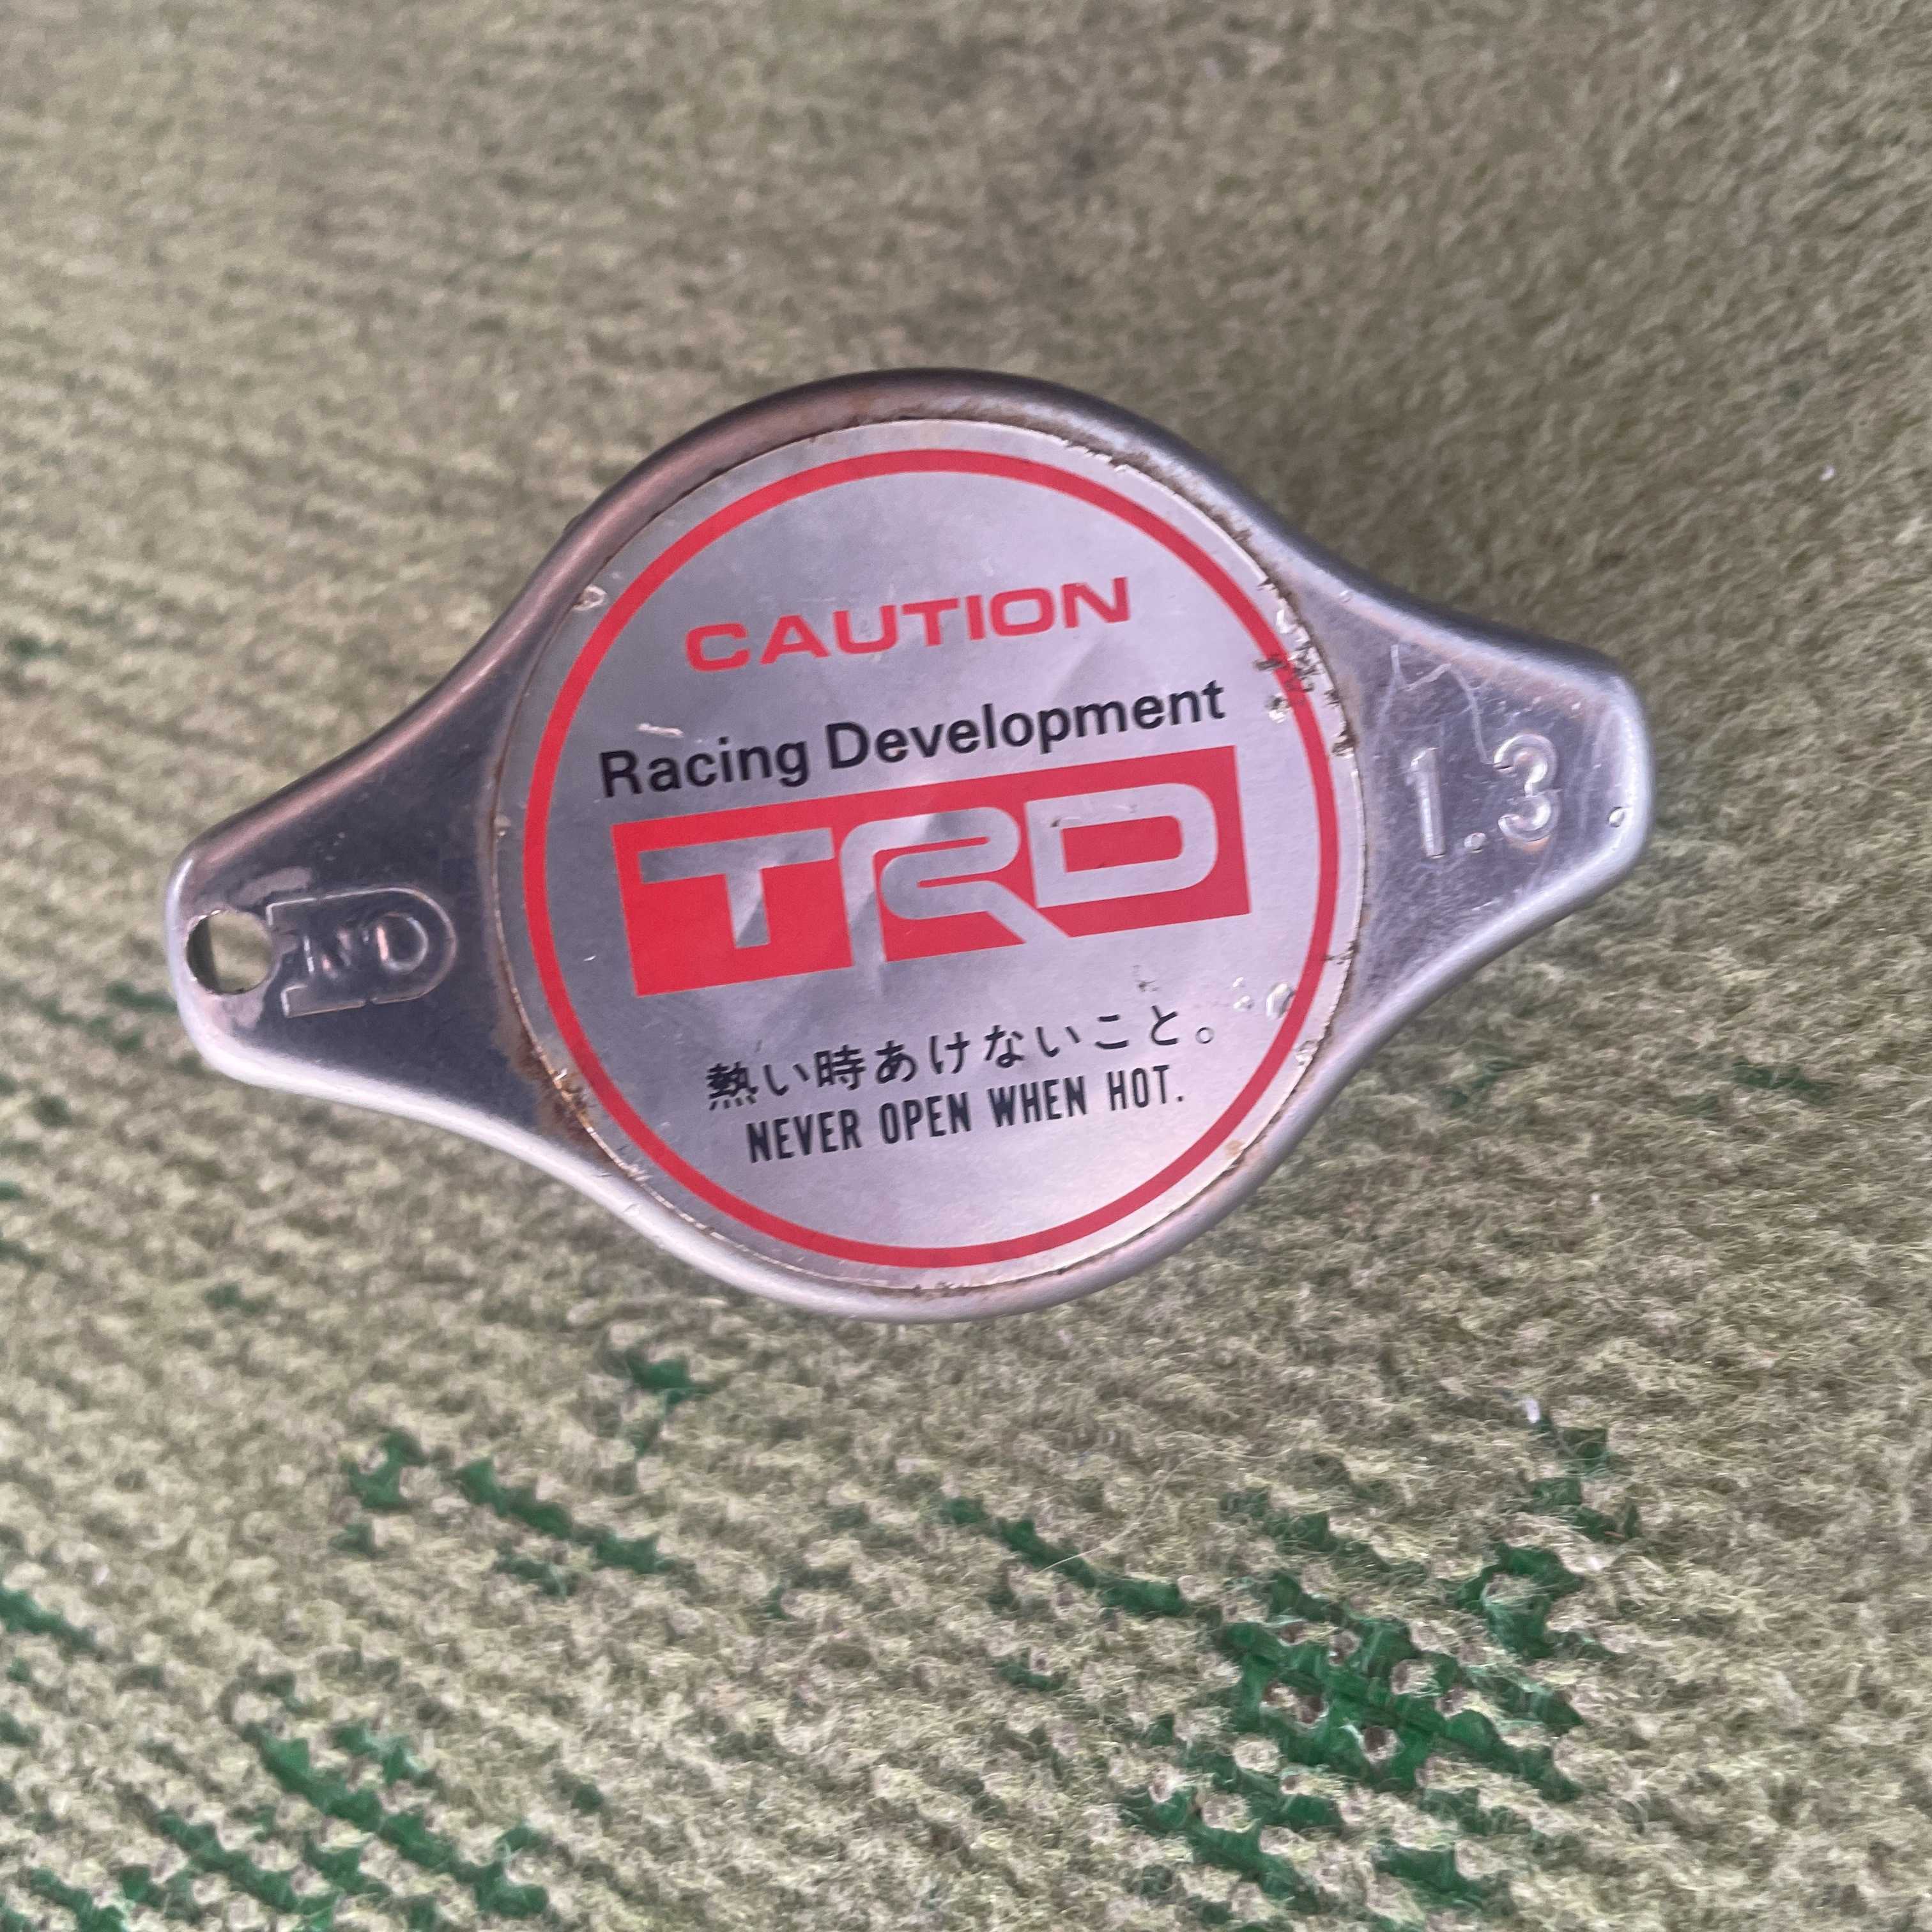 CAUTION
Racing Development
TRD
1.3
熱い時あけないこと。
NEVER OPEN WHEN HOT.